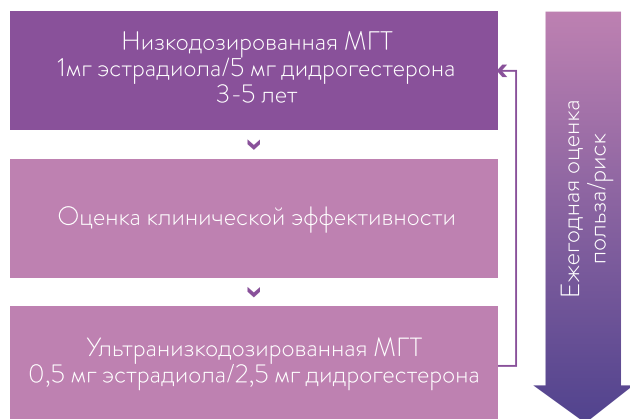 Низкодозированная МГТ
1мг эстрадиола/5 мг дидрогестерона
3-5 лет
Оценка клинической эффективности
Ультранизкодозированная МГТ
0,5 мг эстрадиола/2,5 мг дидрогестерона
Ежегодная оценка
польза/риск